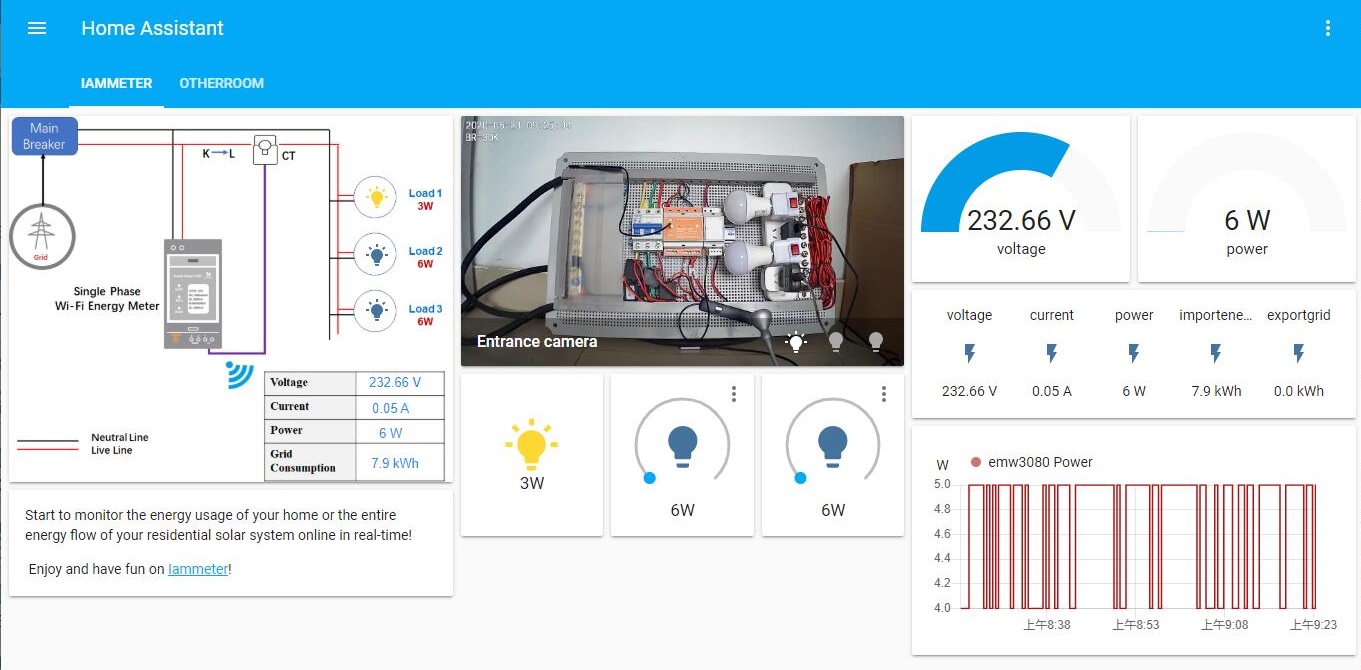 Home Assistant
IAMMETER
OTHERROOM
Main
Breaker
K
L
CT
Grid
Single Phase
Wi-Fi Energy Meter
Load 1
3W
Load 2
6W
Load 3
6W
Voltage
232.66 V
Current
0.05 A
Power
6 W
Grid
Consumption
7.9 kWh
Neutral Line
Live Line
Start to monitor the energy usage of your home or the entire
energy flow of your residential solar system online in real-time!
Enjoy and have fun on Iammeter!
BR-30K
Entrance camera
3W
6W
6W
232.66 V
voltage
6 W
power
voltage
current
power
importene...
exportgrid
232.66 V
0.05 A
6 W
7.9 kWh
0.0 kWh
W
emw3080 Power
5.0
4.8
4.6
4.4
4.2
4.0
上午8:38
上午8:53
上午9:08
上午9:23